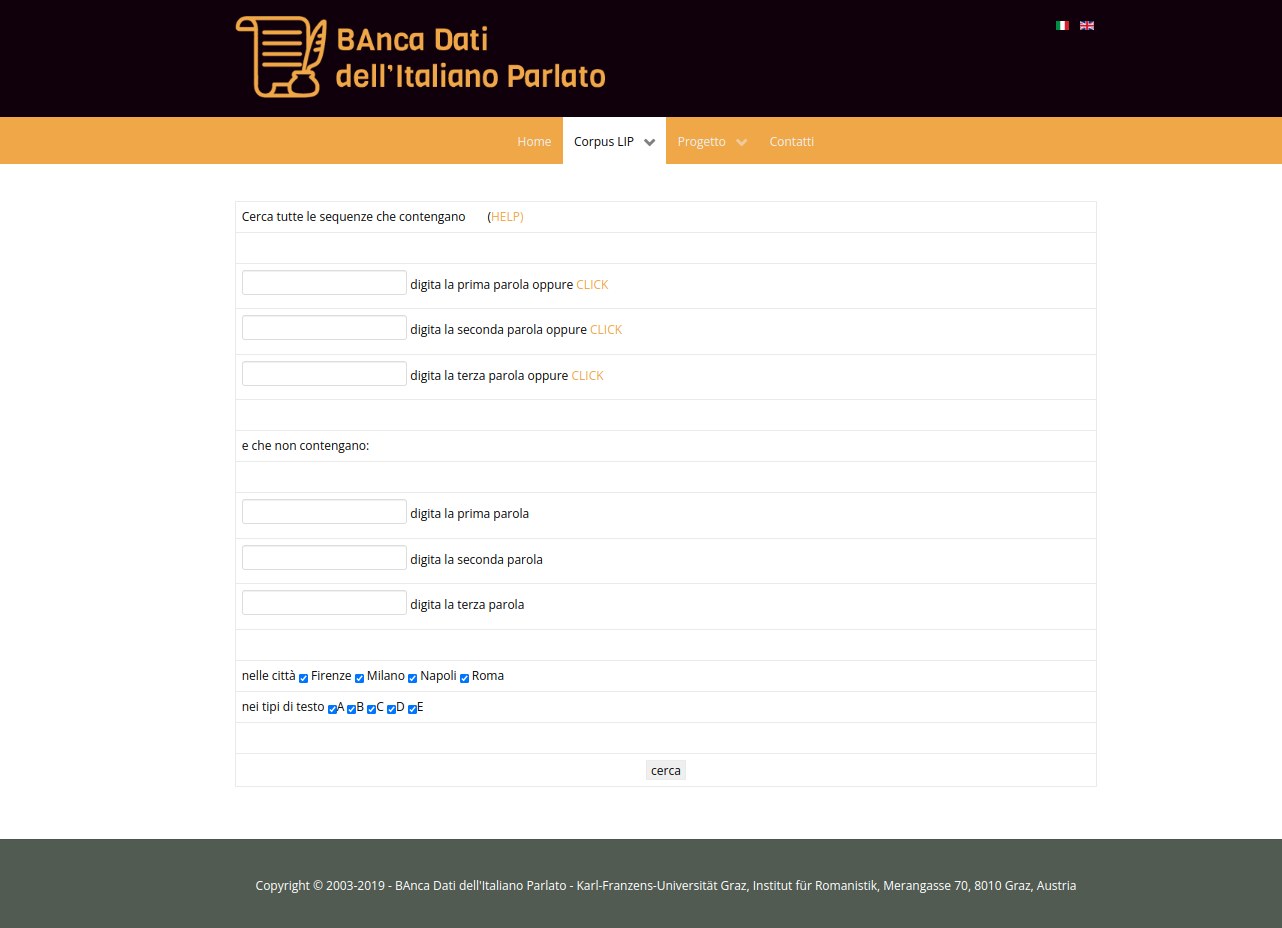 BAnca Dati
dell'Italiano Parlato
Home Corpus LIP Progetto Contatti
Cerca tutte le sequenze che contengano (HELP)
digita la prima parola oppure CLICK
digita la seconda parola oppure CLICK
digita la terza parola oppure CLICK
e che non contengano:
digita la prima parola
digita la seconda parola
digita la terza parola
nelle città Firenze Milano Napoli Roma
nei tipi di testo A B C D E
cerca
Copyright © 2003-2019 - BAnca Dati dell'Italiano Parlato - Karl-Franzens-Universität Graz, Institut für Romanistik, Merangasse 70, 8010 Graz, Austria